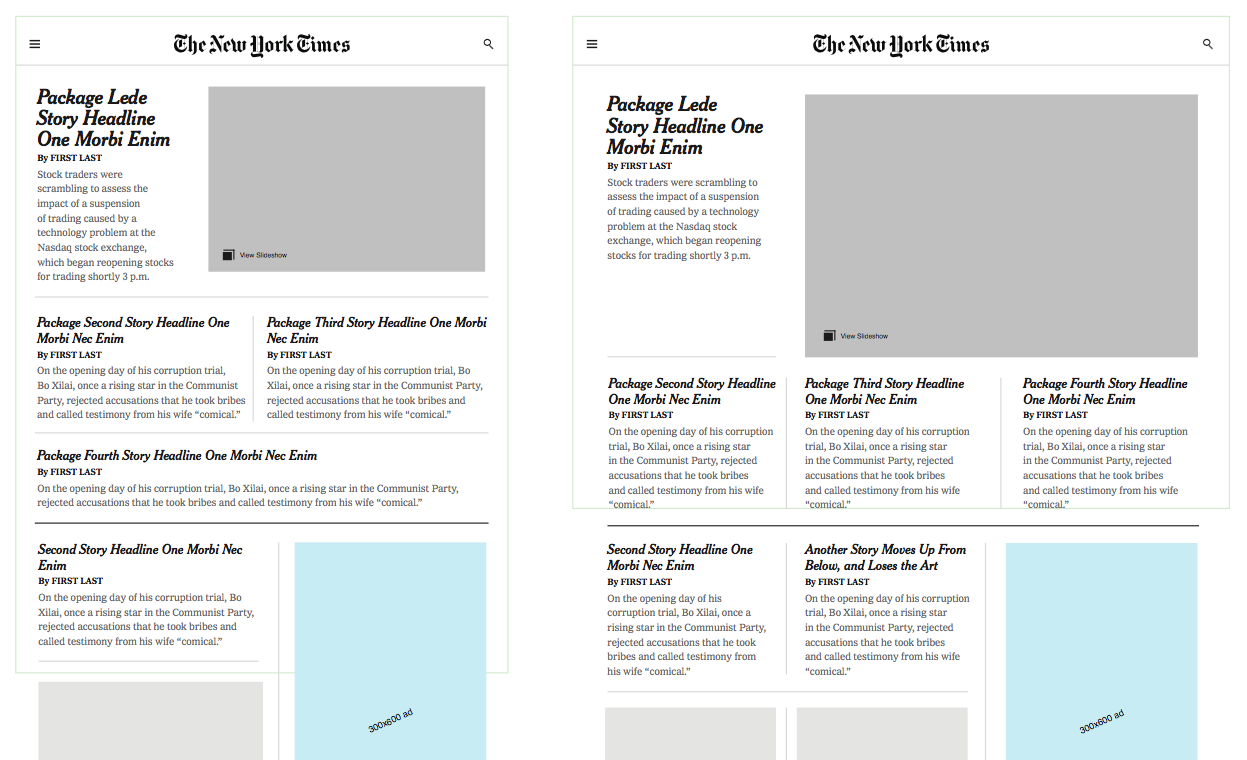 The New York Times
Package Lede
Story Headline
One Morbi Enim
By FIRST LAST
Stock traders were
scrambling to assess the
impact of a suspension
of trading caused by a
technology problem at the
Nasdaq stock exchange,
which began reopening stocks
for trading shortly 3 p.m.
View Slideshow
Package Second Story Headline One
Morbi Nec Enim
By FIRST LAST
On the opening day of his corruption trial,
Bo Xilai, once a rising star in the Communist
Party, rejected accusations that he took bribes
and called testimony from his wife “comical.”
Package Third Story Headline One Morbi
Nec Enim
By FIRST LAST
On the opening day of his corruption trial, Bo
Xilai, once a rising star in the Communist Party,
rejected accusations that he took bribes and
called testimony from his wife “comical.”
Package Fourth Story Headline One Morbi Nec Enim
By FIRST LAST
On the opening day of his corruption trial, Bo Xilai, once a rising star in the Communist Party,
rejected accusations that he took bribes and called testimony from his wife “comical.”
Second Story Headline One Morbi Nec
Enim
By FIRST LAST
On the opening day of his corruption trial, Bo
Xilai, once a rising star in the Communist Party,
rejected accusations that he took bribes and
called testimony from his wife “comical.”
300x600 ad
The New York Times
Package Lede
Story Headline One
Morbi Enim
By FIRST LAST
Stock traders were scrambling to
assess the impact of a suspension
of trading caused by a technology
problem at the Nasdaq stock
exchange, which began reopening
stocks for trading shortly 3 p.m.
View Slideshow
Package Second Story Headline
One Morbi Nec Enim
By FIRST LAST
On the opening day of his corruption
trial, Bo Xilai, once a rising star
in the Communist Party, rejected
accusations that he took bribes
and called testimony from his wife
“comical.”
Package Third Story Headline
One Morbi Nec Enim
By FIRST LAST
On the opening day of his corruption
trial, Bo Xilai, once a rising star
in the Communist Party, rejected
accusations that he took bribes
and called testimony from his wife
“comical.”
Package Fourth Story Headline
One Morbi Nec Enim
By FIRST LAST
On the opening day of his corruption
trial, Bo Xilai, once a rising star
in the Communist Party, rejected
accusations that he took bribes
and called testimony from his wife
“comical.”
Second Story Headline One
Morbi Nec Enim
By FIRST LAST
On the opening day of his
corruption trial, Bo Xilai, once a
rising star in the Communist Party,
rejected accusations that he took
bribes and called testimony from
his wife “comical.”
Another Story Moves Up From
Below, and Loses the Art
By FIRST LAST
On the opening day of his corruption
trial, Bo Xilai, once a rising star
in the Communist Party, rejected
accusations that he took bribes
and called testimony from his wife
“comical.”
300x600 ad